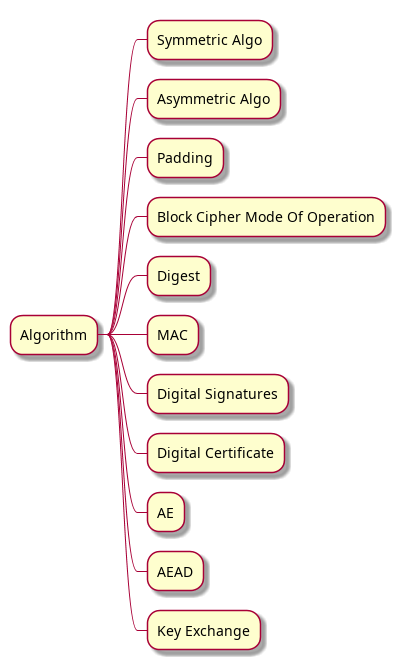 Symmetric Algo
Asymmetric Algo
Padding
Block Cipher Mode Of Operation
Digest
Algorithm
MAC
Digital Signatures
Digital Certificate
AE
AEAD
Key Exchange